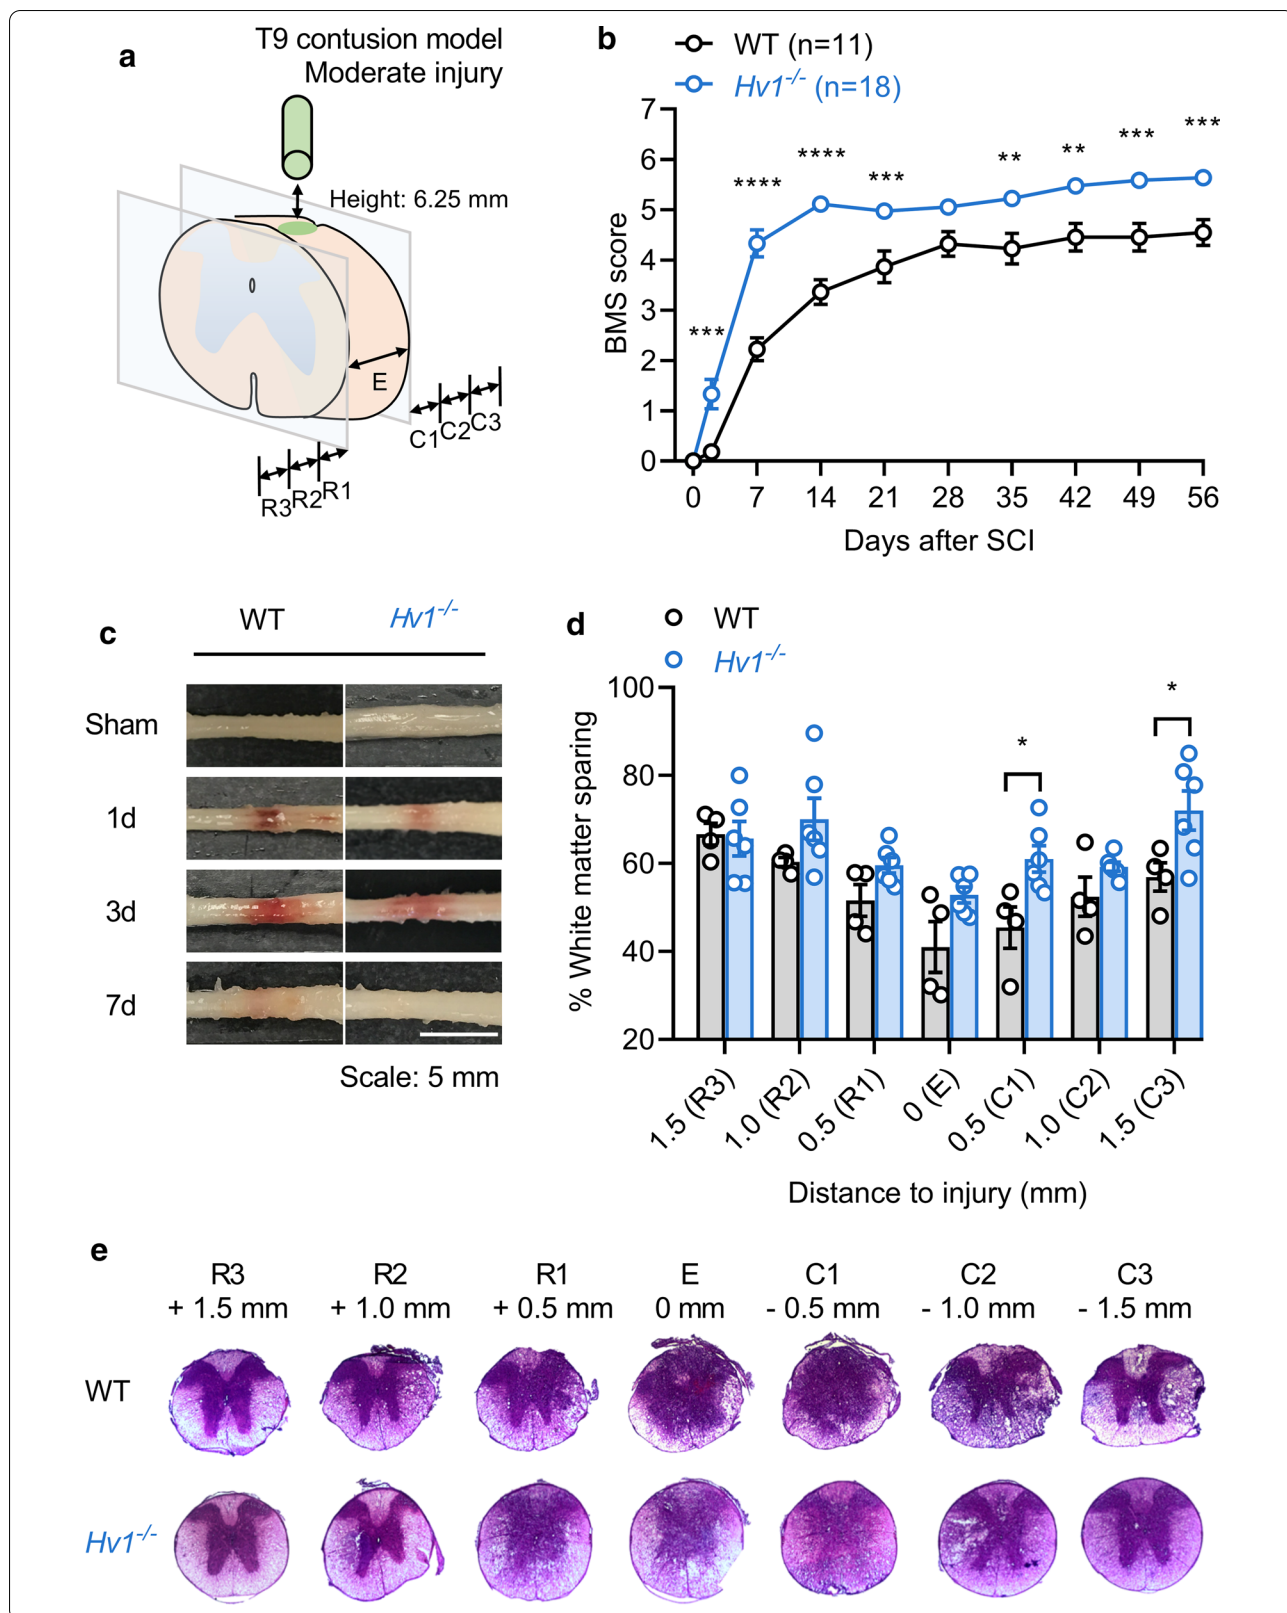 a
T9 contusion model
Moderate injury
Height: 6.25 mm
E
C1 C2 C3
R3 R2 R1
b
WT (n=11)
Hv1-/- (n=18)
7
6
5
4
3
2
1
0
BMS score
***
****
****
***
**
**
***
***
0 7 14 21 28 35 42 49 56
Days after SCI
c
WT Hv1-/-
Sham
1d
3d
7d
Scale: 5 mm
d
WT
Hv1-/-
100
80
60
40
20
% White matter sparing
*
*
1.5 (R3) 1.0 (R2) 0.5 (R1) 0 (E) 0.5 (C1) 1.0 (C2) 1.5 (C3)
Distance to injury (mm)
e
R3 R2 R1 E C1 C2 C3
+ 1.5 mm + 1.0 mm + 0.5 mm 0 mm - 0.5 mm - 1.0 mm - 1.5 mm
WT
Hv1-/-